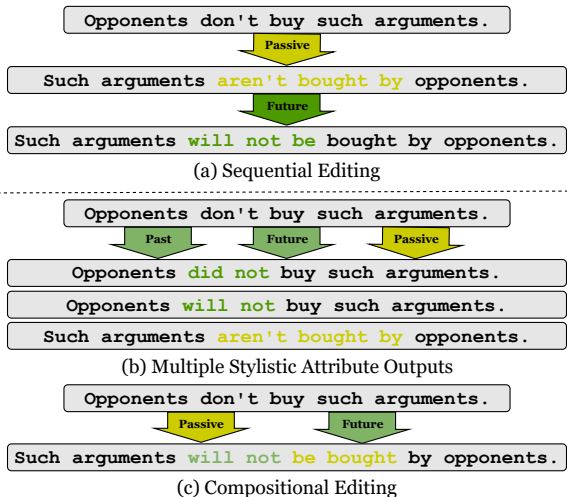 Opponents don't buy such arguments.
Passive
Such arguments aren't bought by opponents.
Future
Such arguments will not be bought by opponents.
(a) Sequential Editing
Opponents don't buy such arguments.
Past Future Passive
Opponents did not buy such arguments.
Opponents will not buy such arguments.
Such arguments aren't bought by opponents.
(b) Multiple Stylistic Attribute Outputs
Opponents don't buy such arguments.
Passive Future
Such arguments will not be bought by opponents.
(c) Compositional Editing